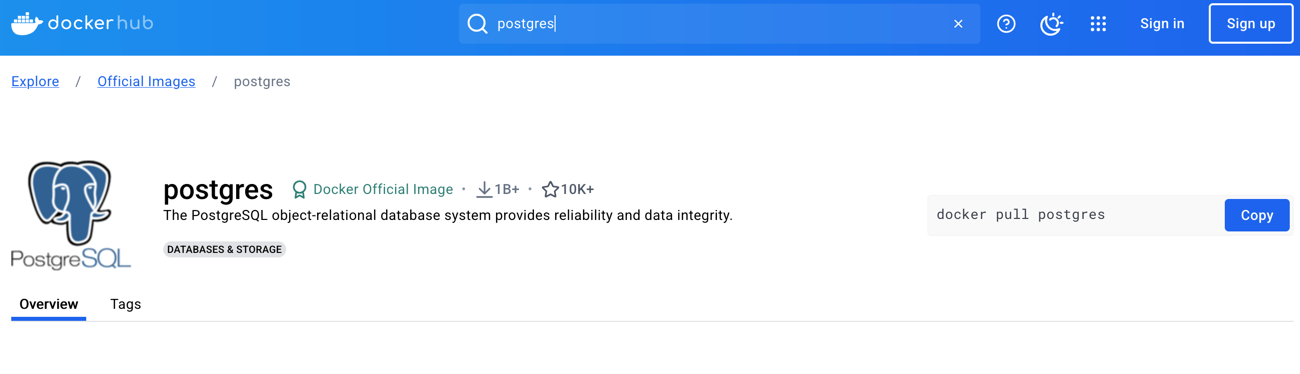 dockerhub postgres Sign in Sign up
Explore / Official Images / postgres
PostgreSQL
postgres Docker Official Image • 1B+ • 10K+
The PostgreSQL object-relational database system provides reliability and data integrity.
DATABASES & STORAGE
docker pull postgres Copy
Overview Tags